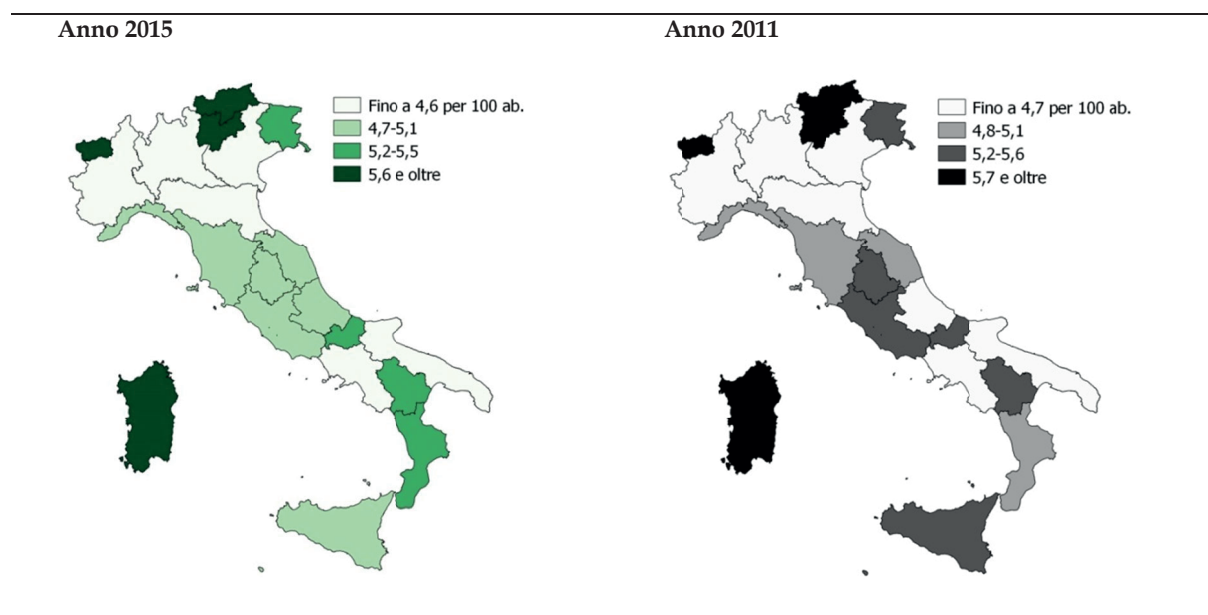 Anno 2015
Fino a 4,6 per 100 ab.
4,7-5,1
5,2-5,5
5,6 e oltre
Anno 2011
Fino a 4,7 per 100 ab.
4,8-5,1
5,2-5,6
5,7 e oltre